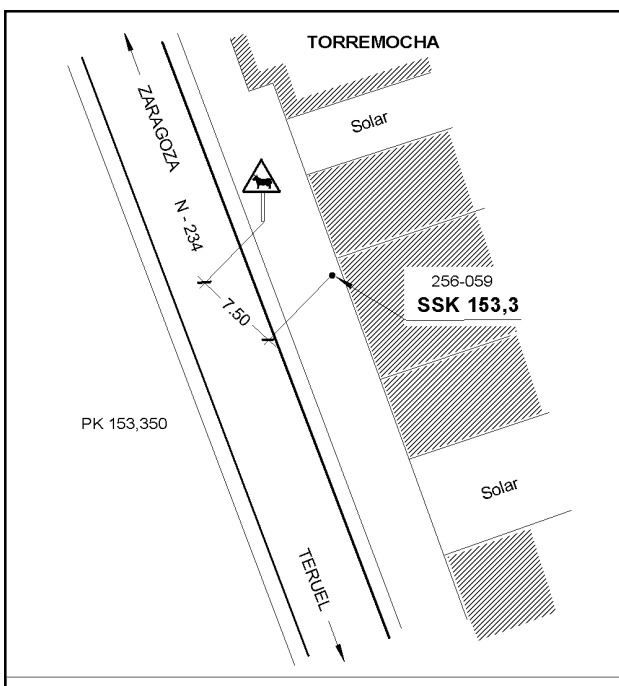 TORREMOCHA
ZARAGOZA
Solar
N - 234
256-059
SSK 153,3
7.50
PK 153,350
Solar
TERUEL